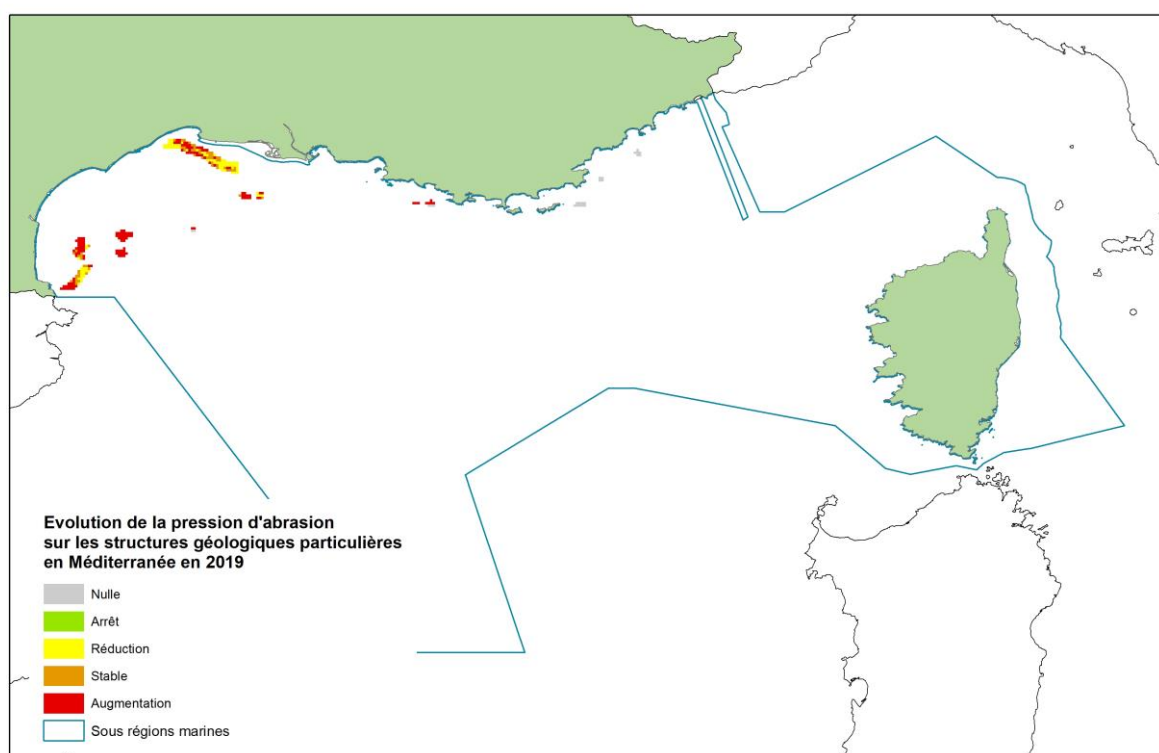 Evolution de la pression d'abrasion
sur les structures géologiques particulières
en Méditerranée en 2019
Nulle
Arrêt
Réduction
Stable
Augmentation
Sous régions marines